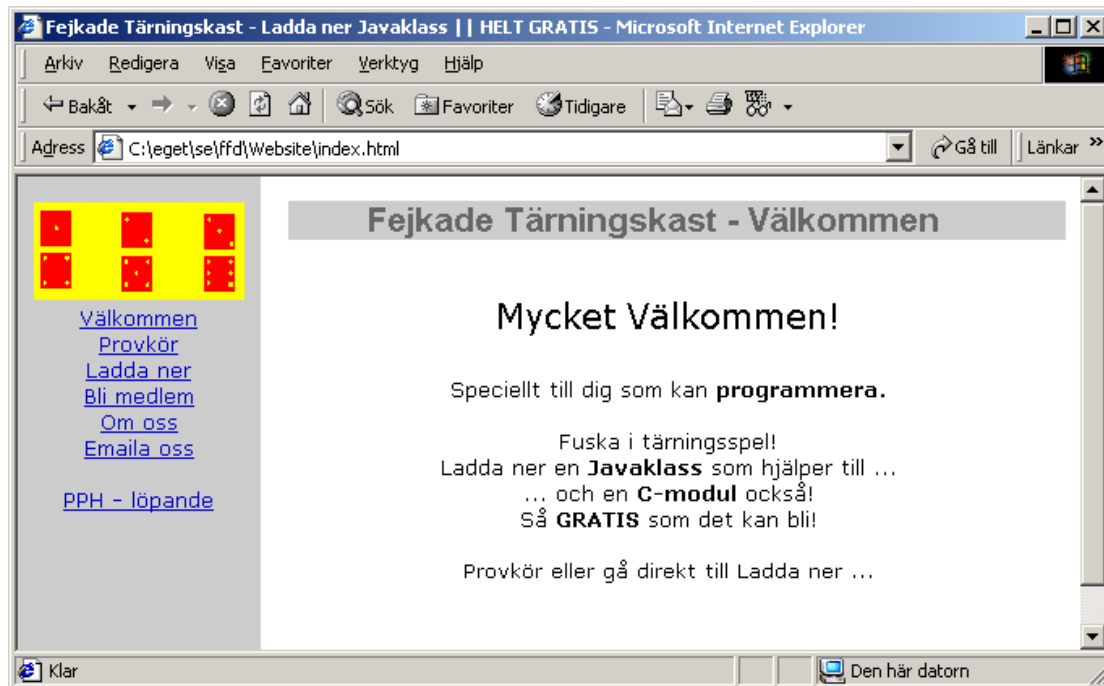 Fejkade Tärningskast - Ladda ner Javaklass || HELT GRATIS - Microsoft Internet Explorer
Arkiv Redigera Visa Favoriter Verktyg Hjälp
Bakåt Sök Favoriter Tidigare
Adress C:\eget\se\ffd\Website\index.html Gå till Länkar »
Välkommen
Provkör
Ladda ner
Bli medlem
Om oss
Emaila oss
PPH - löpande
Fejkade Tärningskast - Välkommen
Mycket Välkommen!
Speciellt till dig som kan programmera.
Fuska i tärningsspel!
Ladda ner en Javaklass som hjälper till ...
... och en C-modul också!
Så GRATIS som det kan bli!
Provkör eller gå direkt till Ladda ner ...
Klar Den här datorn